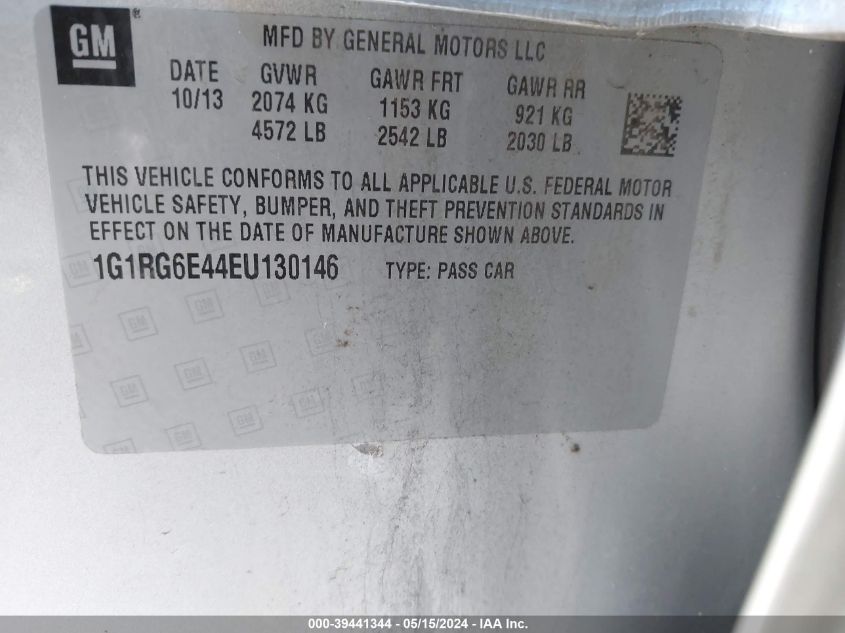 GM
MFD BY GENERAL MOTORS LLC
DATE GVWR GAWR FRT GAWR RR
10/13 2074 KG 1153 KG 921 KG
4572 LB 2542 LB 2030 LB
THIS VEHICLE CONFORMS TO ALL APPLICABLE U.S. FEDERAL MOTOR
VEHICLE SAFETY, BUMPER, AND THEFT PREVENTION STANDARDS IN
EFFECT ON THE DATE OF MANUFACTURE SHOWN ABOVE.
1G1RG6E44EU130146 TYPE: PASS CAR
000-39441344 - 05/15/2024 - IAA Inc.